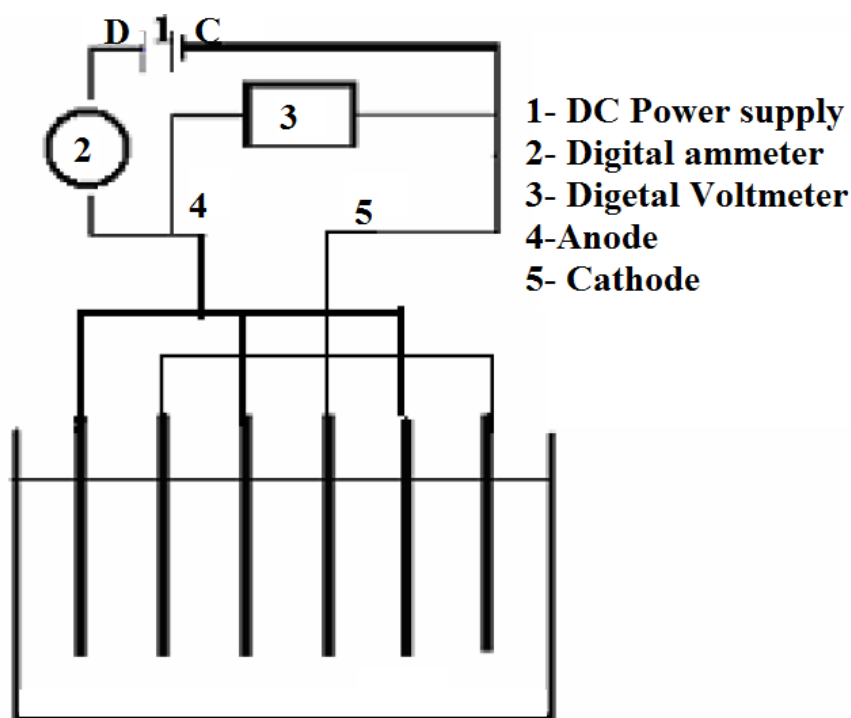 D 1 C
3
2
4
5
1- DC Power supply
2- Digital ammeter
3- Digetal Voltmeter
4-Anode
5- Cathode